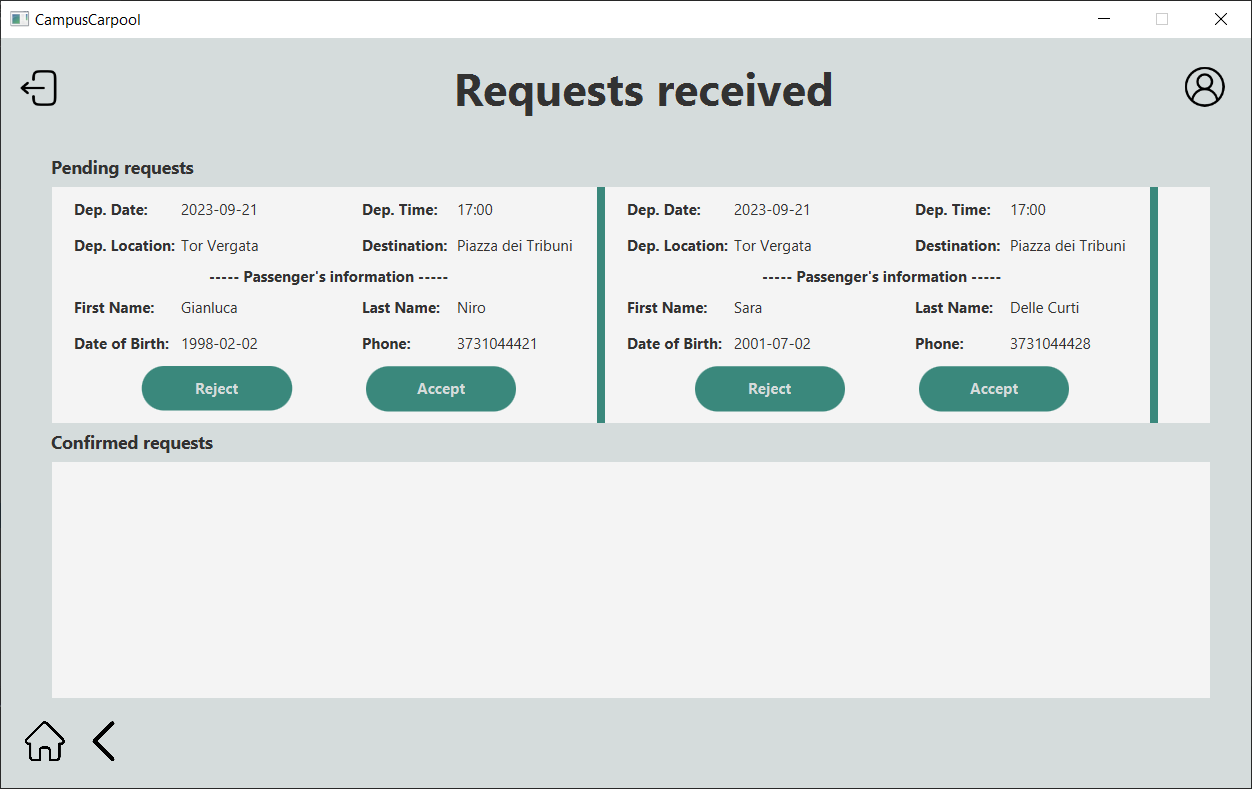 CampusCarpool
Requests received
Pending requests
Dep. Date: 2023-09-21 Dep. Time: 17:00
Dep. Location: Tor Vergata Destination: Piazza dei Tribuni
----- Passenger's information -----
First Name: Gianluca Last Name: Niro
Date of Birth: 1998-02-02 Phone: 3731044421
Reject Accept
Dep. Date: 2023-09-21 Dep. Time: 17:00
Dep. Location: Tor Vergata Destination: Piazza dei Tribuni
----- Passenger's information -----
First Name: Sara Last Name: Delle Curti
Date of Birth: 2001-07-02 Phone: 3731044428
Reject Accept
Confirmed requests